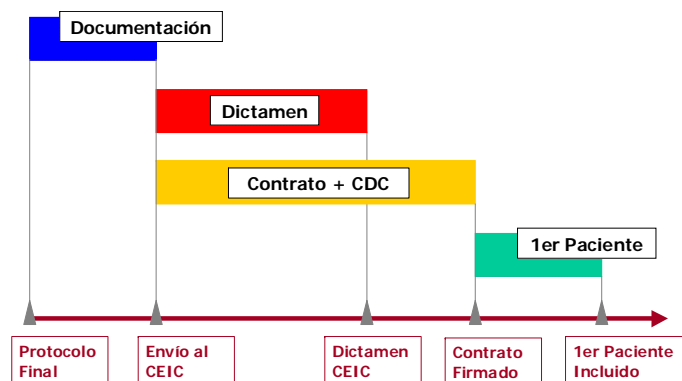 Documentación
Dictamen
Contrato + CDC
1er Paciente
Protocolo
Final
Envío al
CEIC
Dictamen
CEIC
Contrato
Firmado
1er Paciente
Incluido